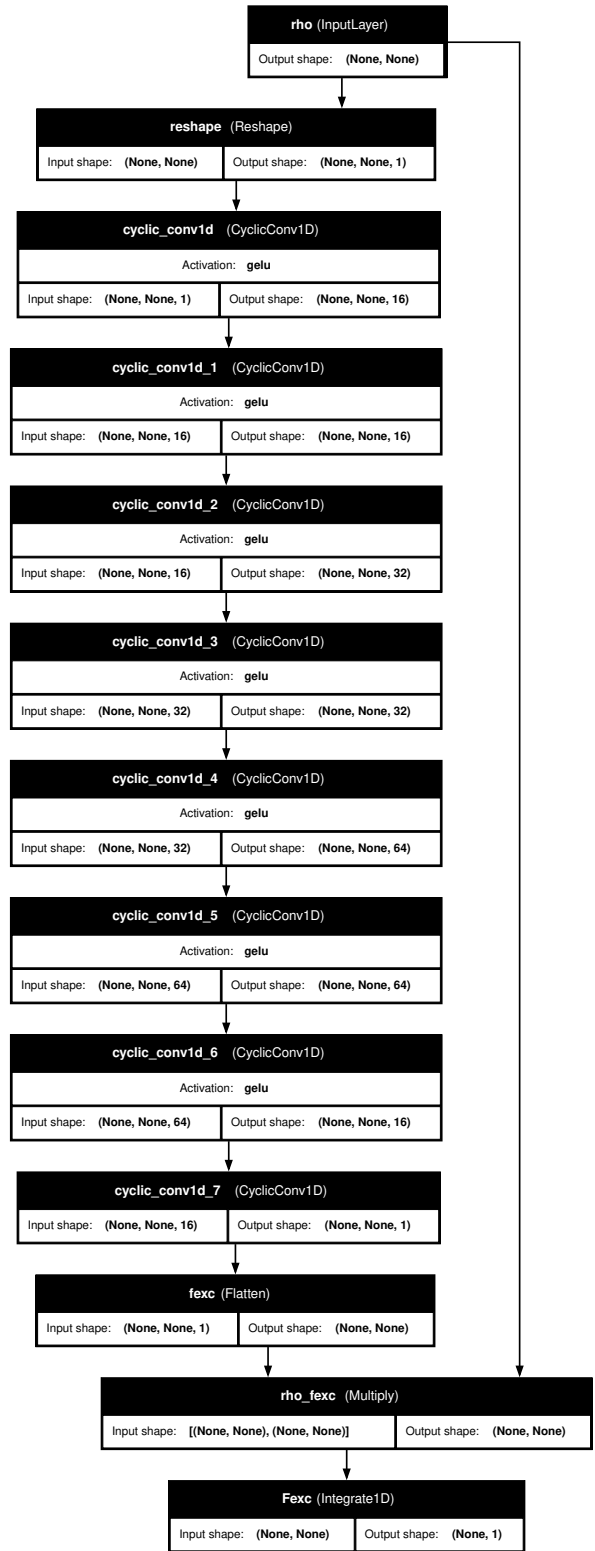 rho (InputLayer)
Output shape: (None, None)
reshape (Reshape)
Input shape: (None, None) Output shape: (None, None, 1)
cyclic_conv1d (CyclicConv1D)
Activation: gelu
Input shape: (None, None, 1) Output shape: (None, None, 16)
cyclic_conv1d_1 (CyclicConv1D)
Activation: gelu
Input shape: (None, None, 16) Output shape: (None, None, 16)
cyclic_conv1d_2 (CyclicConv1D)
Activation: gelu
Input shape: (None, None, 16) Output shape: (None, None, 32)
cyclic_conv1d_3 (CyclicConv1D)
Activation: gelu
Input shape: (None, None, 32) Output shape: (None, None, 32)
cyclic_conv1d_4 (CyclicConv1D)
Activation: gelu
Input shape: (None, None, 32) Output shape: (None, None, 64)
cyclic_conv1d_5 (CyclicConv1D)
Activation: gelu
Input shape: (None, None, 64) Output shape: (None, None, 64)
cyclic_conv1d_6 (CyclicConv1D)
Activation: gelu
Input shape: (None, None, 64) Output shape: (None, None, 16)
cyclic_conv1d_7 (CyclicConv1D)
Input shape: (None, None, 16) Output shape: (None, None, 1)
fexc (Flatten)
Input shape: (None, None, 1) Output shape: (None, None)
rho_fexc (Multiply)
Input shape: [(None, None), (None, None)] Output shape: (None, None)
Fexc (Integrate1D)
Input shape: (None, None) Output shape: (None, 1)